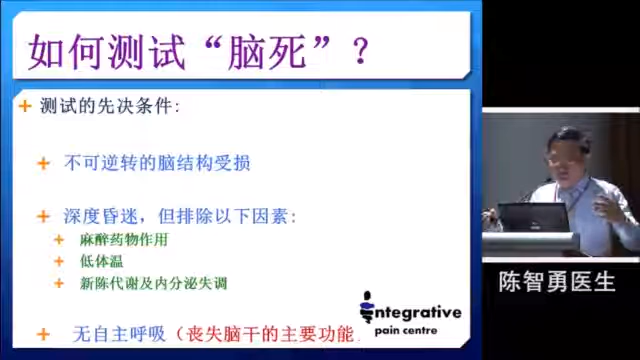 如何测试“脑死”？
测试的先决条件:
不可逆转的脑结构受损
深度昏迷，但排除以下因素:
麻醉药物作用
低体温
新陈代谢及内分泌失调
无自主呼吸（丧失脑干的主要功能
integrative
pain centre
陈智勇医生